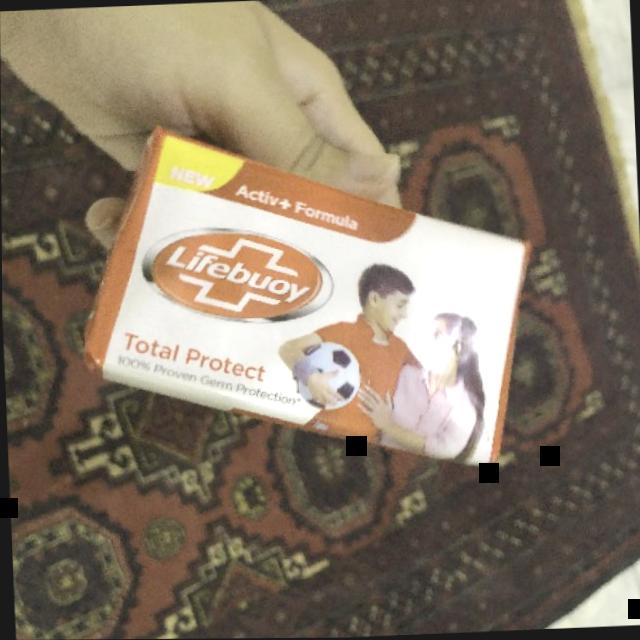 NEW
Activ+ Formula
Lifebuoy
Total Protect
100% Proven Germ Protection*